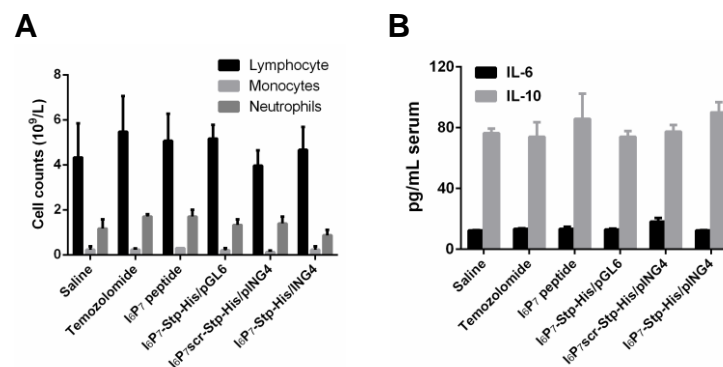 A
Cell counts (10⁹/L)
8
6
4
2
0
Lymphocyte
Monocytes
Neutrophils
Saline
Temozolomide
I₆P₇ peptide
I₆P₇-Stp-His/pGL6
I₆P₇scr-Stp-His/pING4
I₆P₇-Stp-His/ING4
B
pg/mL serum
120
80
40
0
IL-6
IL-10
Saline
Temozolomide
I₆P₇ peptide
I₆P₇-Stp-His/pGL6
I₆P₇scr-Stp-His/pING4
I₆P₇-Stp-His/pING4